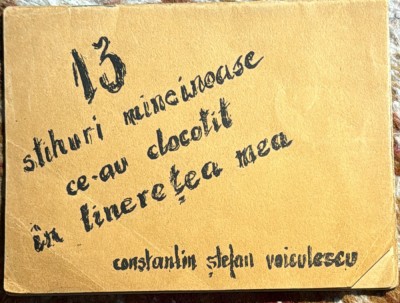 13
stihuri mincinoase
ce-au clocotit
în tinerețea mea
constantin ștefan voiculescu